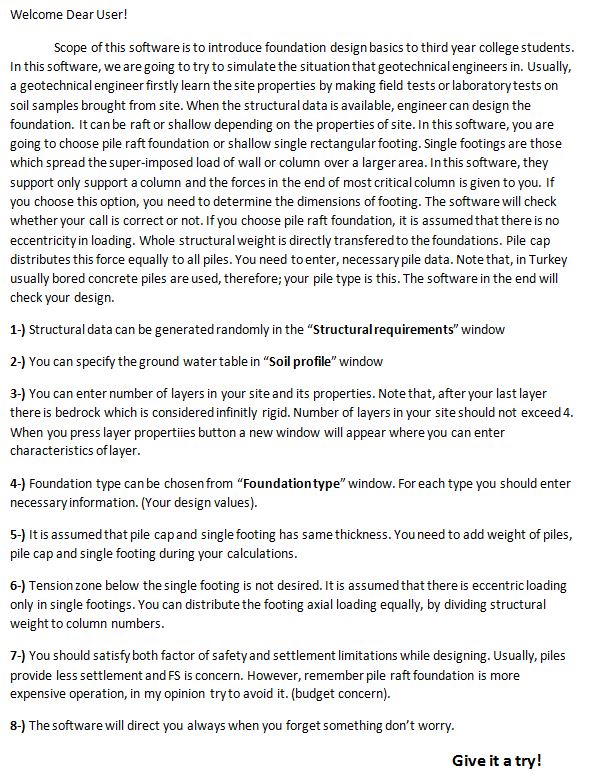 Welcome Dear User!
Scope of this software is to introduce foundation design basics to third year college students.
In this software, we are going to try to simulate the situation that geotechnical engineers in. Usually,
a geotechnical engineer firstly learn the site properties by making field tests or laboratory tests on
soil samples brought from site. When the structural data is available, engineer can design the
foundation. It can be raft or shallow depending on the properties of site. In this software, you are
going to choose pile raft foundation or shallow single rectangular footing. Single footings are those
which spread the super-imposed load of wall or column over a larger area. In this software, they
support only support a column and the forces in the end of most critical column is given to you. If
you choose this option, you need to determine the dimensions of footing. The software will check
whether your call is correct or not. If you choose pile raft foundation, it is assumed that there is no
eccentricity in loading. Whole structural weight is directly transfered to the foundations. Pile cap
distributes this force equally to all piles. You need to enter, necessary pile data. Note that, in Turkey
usually bored concrete piles are used, therefore; your pile type is this. The software in the end will
check your design.
1-) Structural data can be generated randomly in the “Structural requirements” window
2-) You can specify the ground water table in “Soil profile” window
3-) You can enter number of layers in your site and its properties. Note that, after your last layer
there is bedrock which is considered infinitly rigid. Number of layers in your site should not exceed 4.
When you press layer propertiies button a new window will appear where you can enter
characteristics of layer.
4-) Foundation type can be chosen from “Foundation type” window. For each type you should enter
necessary information. (Your design values).
5-) It is assumed that pile cap and single footing has same thickness. You need to add weight of piles,
pile cap and single footing during your calculations.
6-) Tension zone below the single footing is not desired. It is assumed that there is eccentric loading
only in single footings. You can distribute the footing axial loading equally, by dividing structural
weight to column numbers.
7-) You should satisfy both factor of safety and settlement limitations while designing. Usually, piles
provide less settlement and FS is concern. However, remember pile raft foundation is more
expensive operation, in my opinion try to avoid it. (budget concern).
8-) The software will direct you always when you forget something don’t worry.
Give it a try!